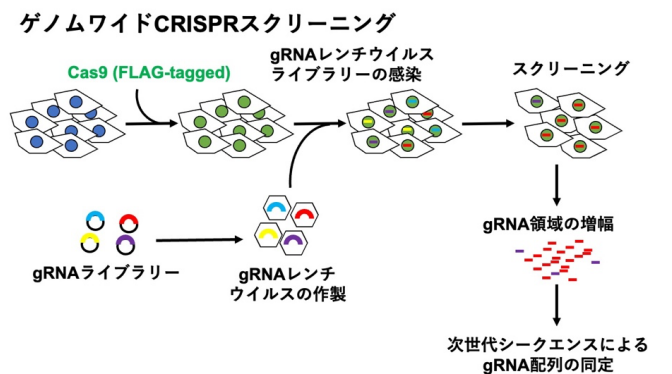 ゲノムワイドCRISPRスクリーニング
Cas9 (FLAG-tagged)
gRNAレンチウイルス
ライブラリーの感染
スクリーニング
gRNAライブラリー
gRNAレンチ
ウイルスの作製
gRNA領域の増幅
次世代シークエンスによる
gRNA配列の同定